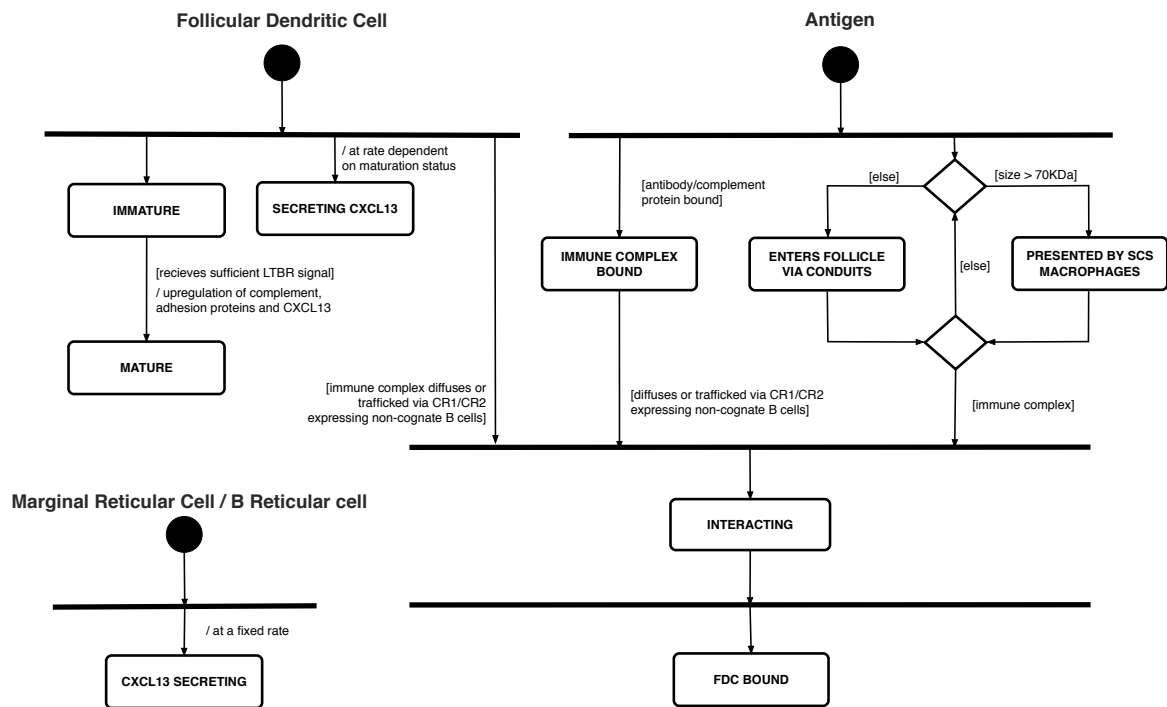 Follicular Dendritic Cell
/ at rate dependent
on maturation status
IMMATURE
SECRETING CXCL13
[recieves sufficient LTBR signal]
/ upregulation of complement,
adhesion proteins and CXCL13
MATURE
[immune complex diffuses or
trafficked via CR1/CR2
expressing non-cognate B cells]
Antigen
[antibody/complement
protein bound]
[else]
[size > 70KDa]
IMMUNE COMPLEX
BOUND
ENTERS FOLLICLE
VIA CONDUITS
[else]
PRESENTED BY SCS
MACROPHAGES
[diffuses or trafficked via CR1/CR2
expressing non-cognate B cells]
[immune complex]
INTERACTING
FDC BOUND
Marginal Reticular Cell / B Reticular cell
/ at a fixed rate
CXCL13 SECRETING